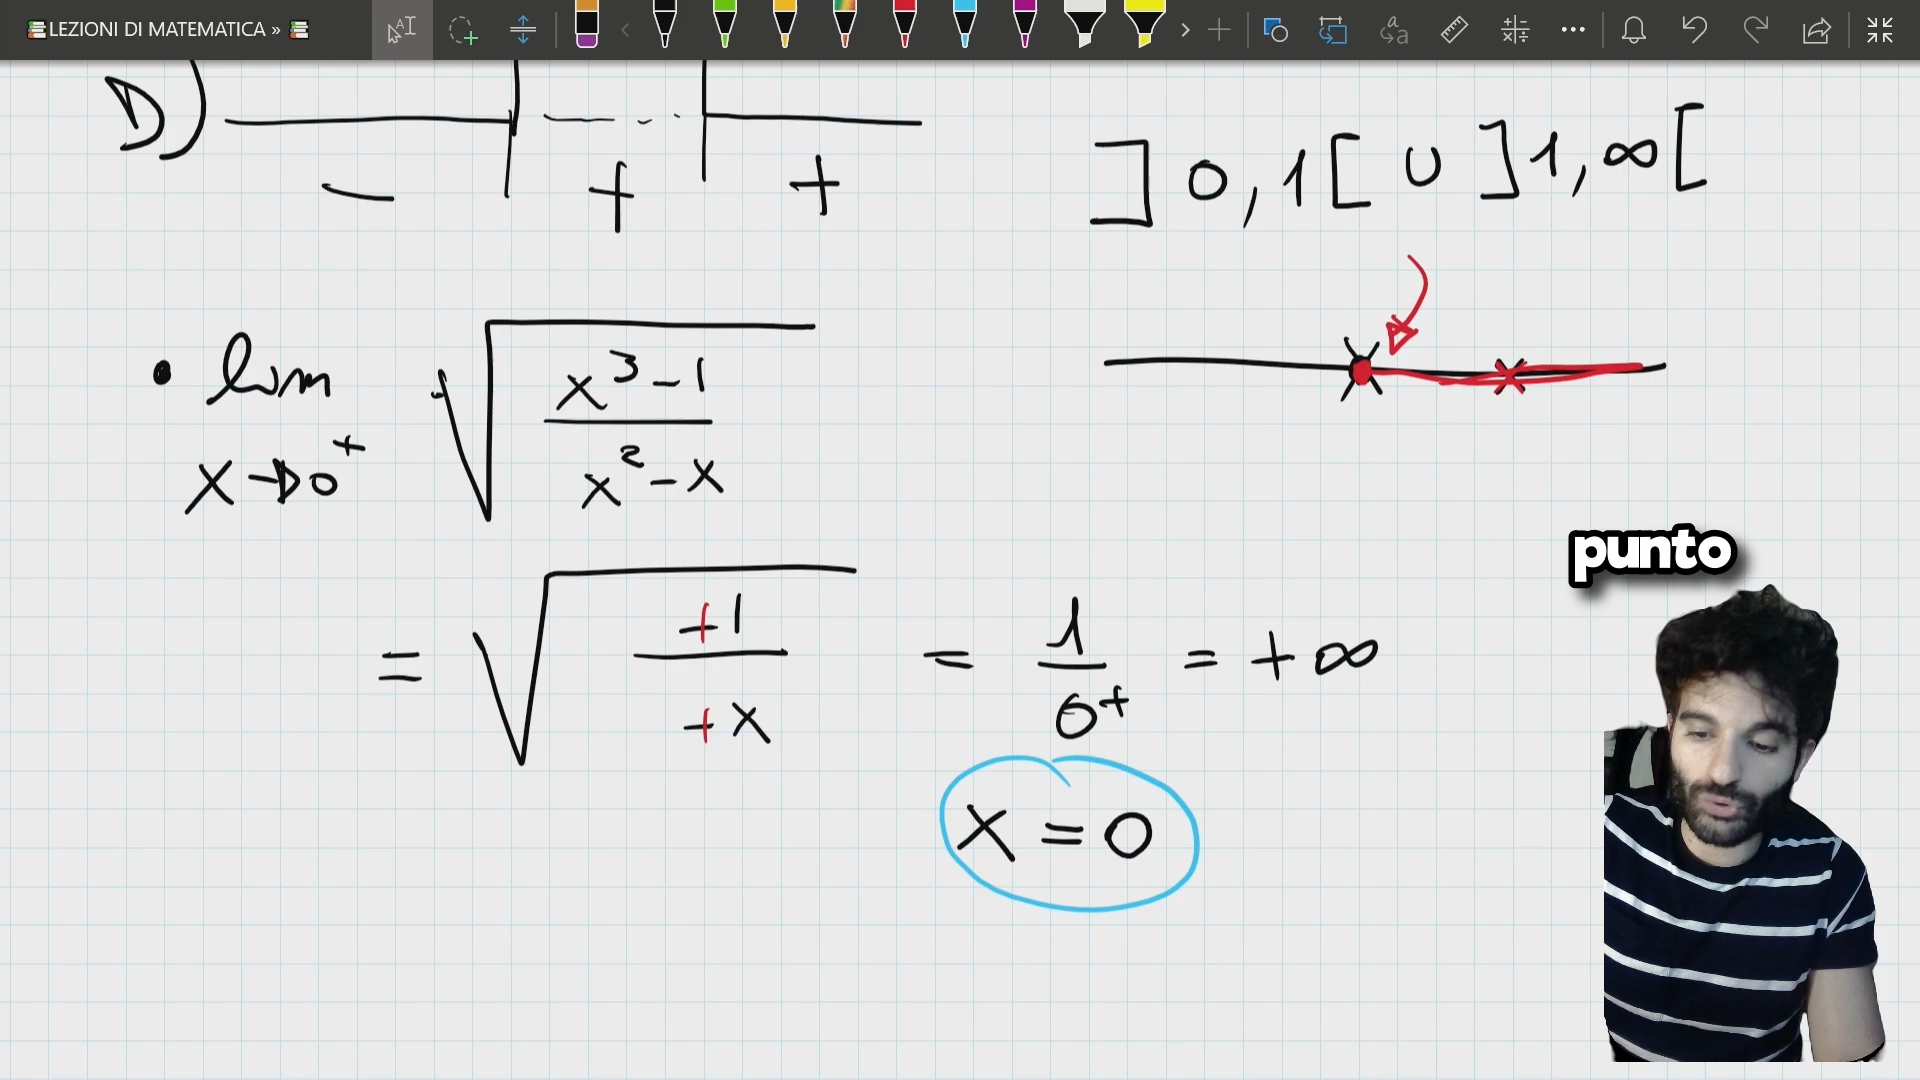 LEZIONI DI MATEMATICA »
D)
− + +
]0,1[ ∪ ]1,∞[
• lim x→0⁺ √((x³−1)/(x²−x))
= √(+1/+x) = 1/0⁺ = +∞
x = 0
punto